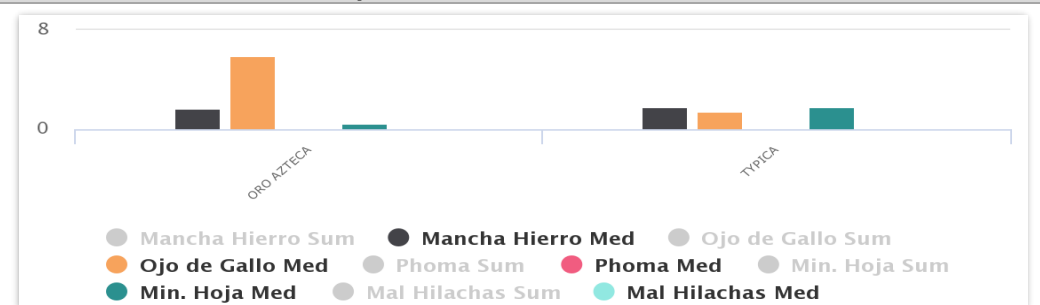 8
0
ORO AZTECA
TYPICA
Mancha Hierro Sum Mancha Hierro Med Ojo de Gallo Sum
Ojo de Gallo Med Phoma Sum Phoma Med Min. Hoja Sum
Min. Hoja Med Mal Hilachas Sum Mal Hilachas Med